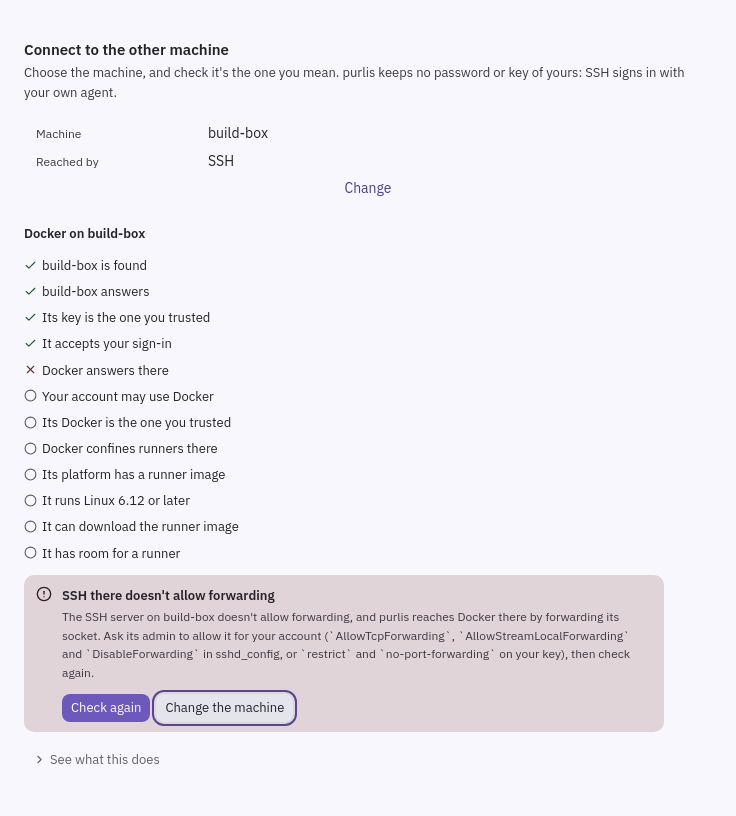 Connect to the other machine
Choose the machine, and check it's the one you mean. purlis keeps no password or key of yours: SSH signs in with
your own agent.
Machine build-box
Reached by SSH
Change
Docker on build-box
build-box is found
build-box answers
Its key is the one you trusted
It accepts your sign-in
Docker answers there
Your account may use Docker
Its Docker is the one you trusted
Docker confines runners there
Its platform has a runner image
It runs Linux 6.12 or later
It can download the runner image
It has room for a runner
SSH there doesn't allow forwarding
The SSH server on build-box doesn't allow forwarding, and purlis reaches Docker there by forwarding its
socket. Ask its admin to allow it for your account (`AllowTcpForwarding`, `AllowStreamLocalForwarding`
and `DisableForwarding` in sshd_config, or `restrict` and `no-port-forwarding` on your key), then check
again.
Check again Change the machine
See what this does